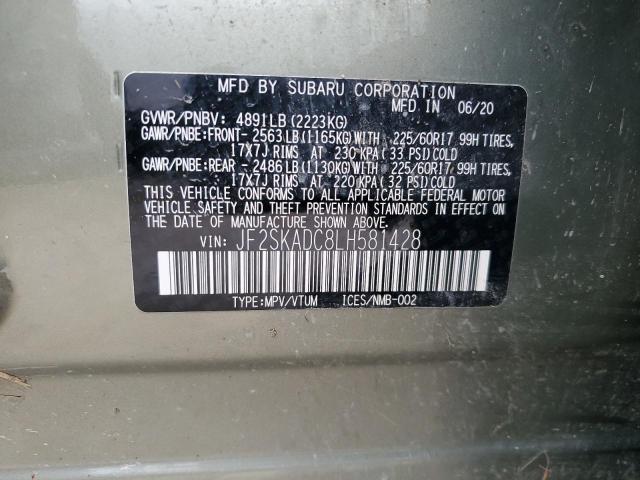 MFD BY SUBARU CORPORATION
MFD IN 06/20
GVWR/PNBV: 4891LB (2223KG)
GAWR/PNBE:FRONT-2563LB(1165KG)WITH 225/60R17 99H TIRES,
17X7J RIMS AT 230KPA(33 PSI)COLD
GAWR/PNBE:REAR -2486LB(1130KG)WITH 225/60R17 99H TIRES,
17X7J RIMS AT 220KPA(32 PSI)COLD
THIS VEHICLE CONFORMS TO ALL APPLICABLE FEDERAL MOTOR
VEHICLE SAFETY AND THEFT PREVENTION STANDARDS IN EFFECT ON
THE DATE OF MANUFACTURE SHOWN ABOVE.
VIN: JF2SKADC8LH581428
TYPE:MPV/VTUM ICES/NMB-002